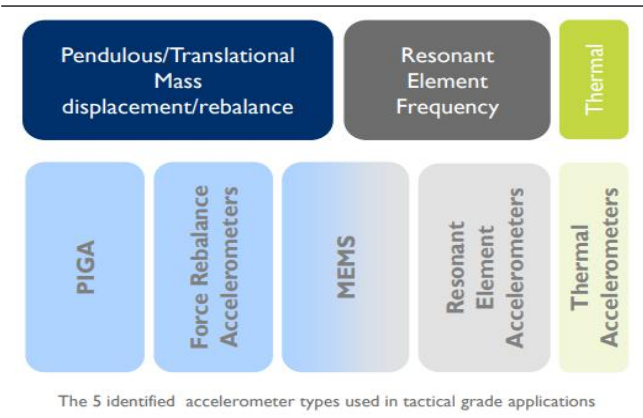 Pendulous/Translational
Mass
displacement/rebalance
Resonant
Element
Frequency
Thermal
PIGA
Force Rebalance
Accelerometers
MEMS
Resonant
Element
Accelerometers
Thermal
Accelerometers
The 5 identified accelerometer types used in tactical grade applications